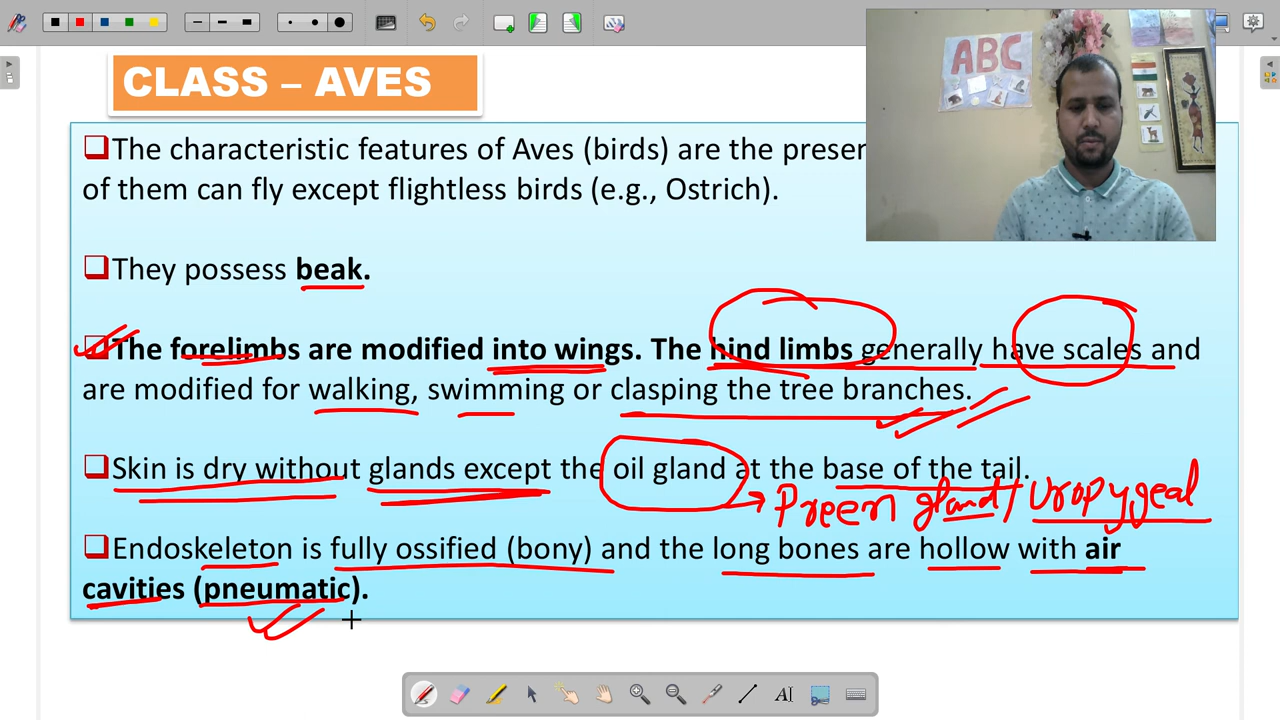 ABC
CLASS – AVES
The characteristic features of Aves (birds) are the presen
of them can fly except flightless birds (e.g., Ostrich).
They possess beak.
The forelimbs are modified into wings. The hind limbs generally have scales and
are modified for walking, swimming or clasping the tree branches.
Skin is dry without glands except the oil gland at the base of the tail.
Preen gland/Uropygeal
Endoskeleton is fully ossified (bony) and the long bones are hollow with air
cavities (pneumatic).
AI